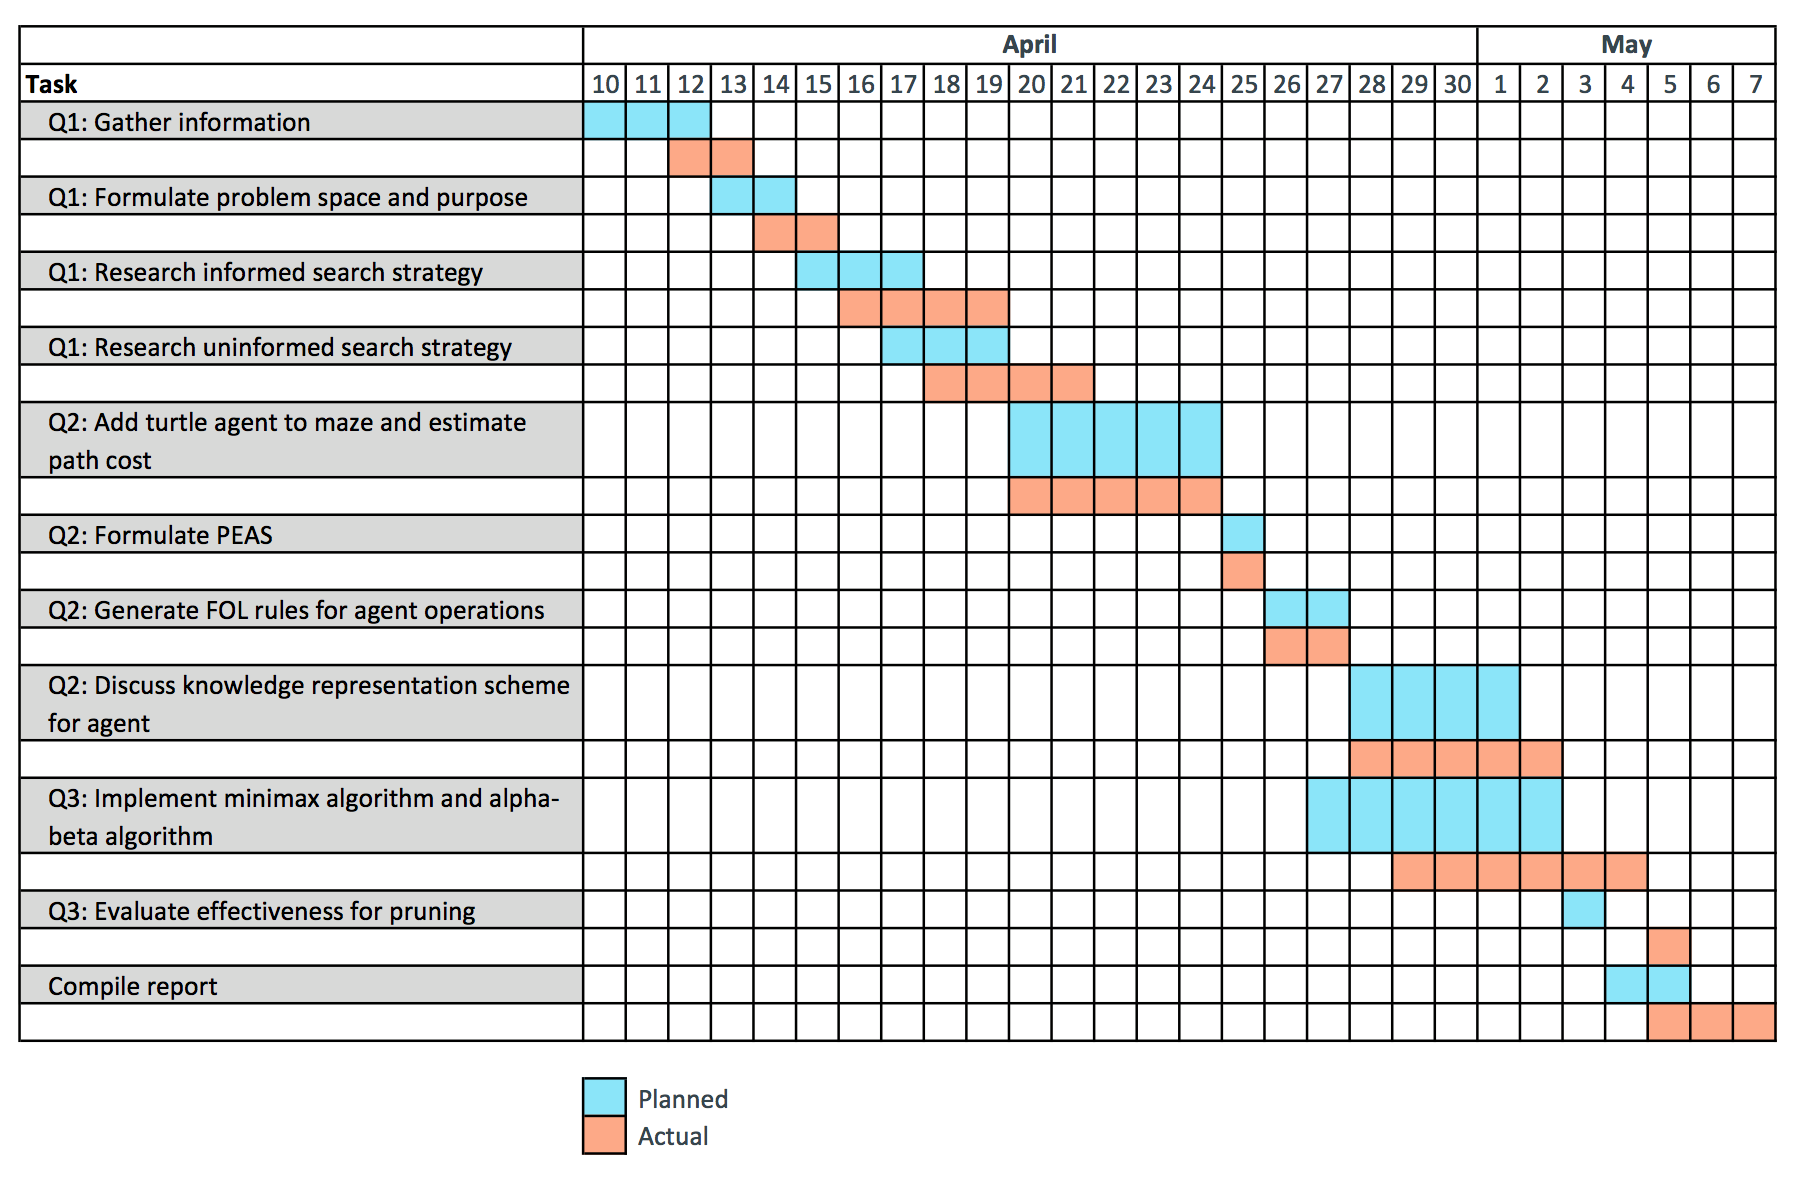 April May
Task 10 11 12 13 14 15 16 17 18 19 20 21 22 23 24 25 26 27 28 29 30 1 2 3 4 5 6 7
Q1: Gather information
Q1: Formulate problem space and purpose
Q1: Research informed search strategy
Q1: Research uninformed search strategy
Q2: Add turtle agent to maze and estimate
path cost
Q2: Formulate PEAS
Q2: Generate FOL rules for agent operations
Q2: Discuss knowledge representation scheme
for agent
Q3: Implement minimax algorithm and alpha-
beta algorithm
Q3: Evaluate effectiveness for pruning
Compile report
Planned
Actual